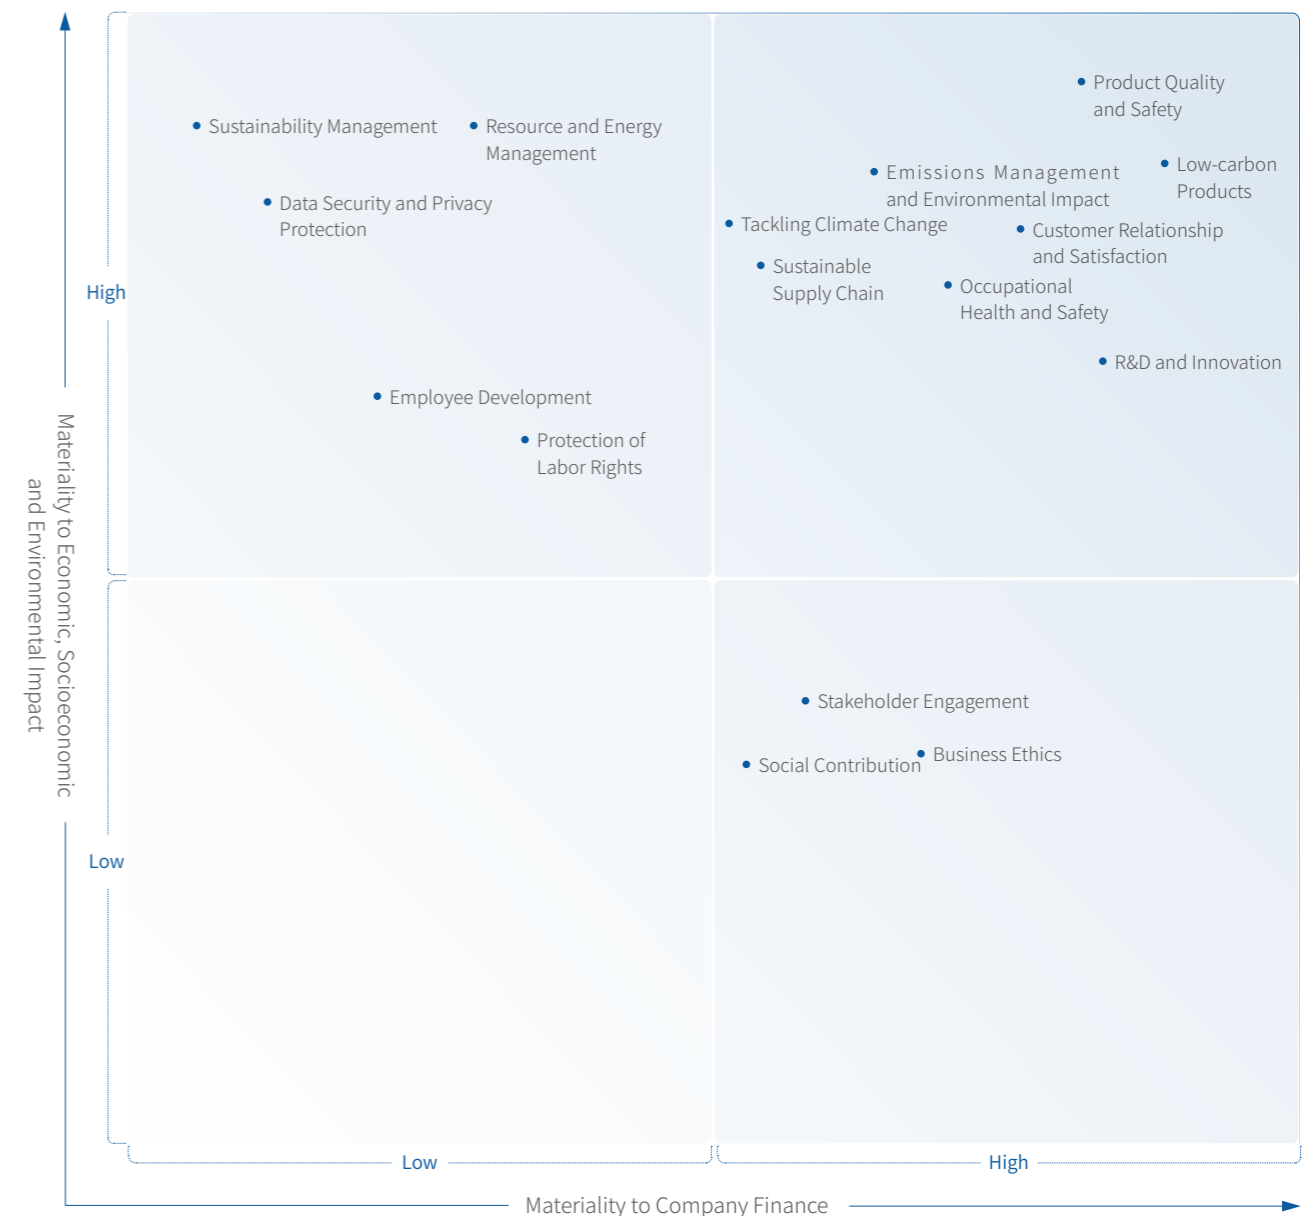 Product Quality
and Safety
Sustainability Management
Resource and Energy
Management
Low-carbon
Products
Emissions Management
and Environmental Impact
Data Security and Privacy
Protection
Tackling Climate Change
Customer Relationship
and Satisfaction
Sustainable
Supply Chain
Occupational
Health and Safety
High
R&D and Innovation
Employee Development
Protection of
Labor Rights
Materiality to Economic, Socioeconomic
and Environmental Impact
Stakeholder Engagement
Business Ethics
Social Contribution
Low
Low
High
Materiality to Company Finance